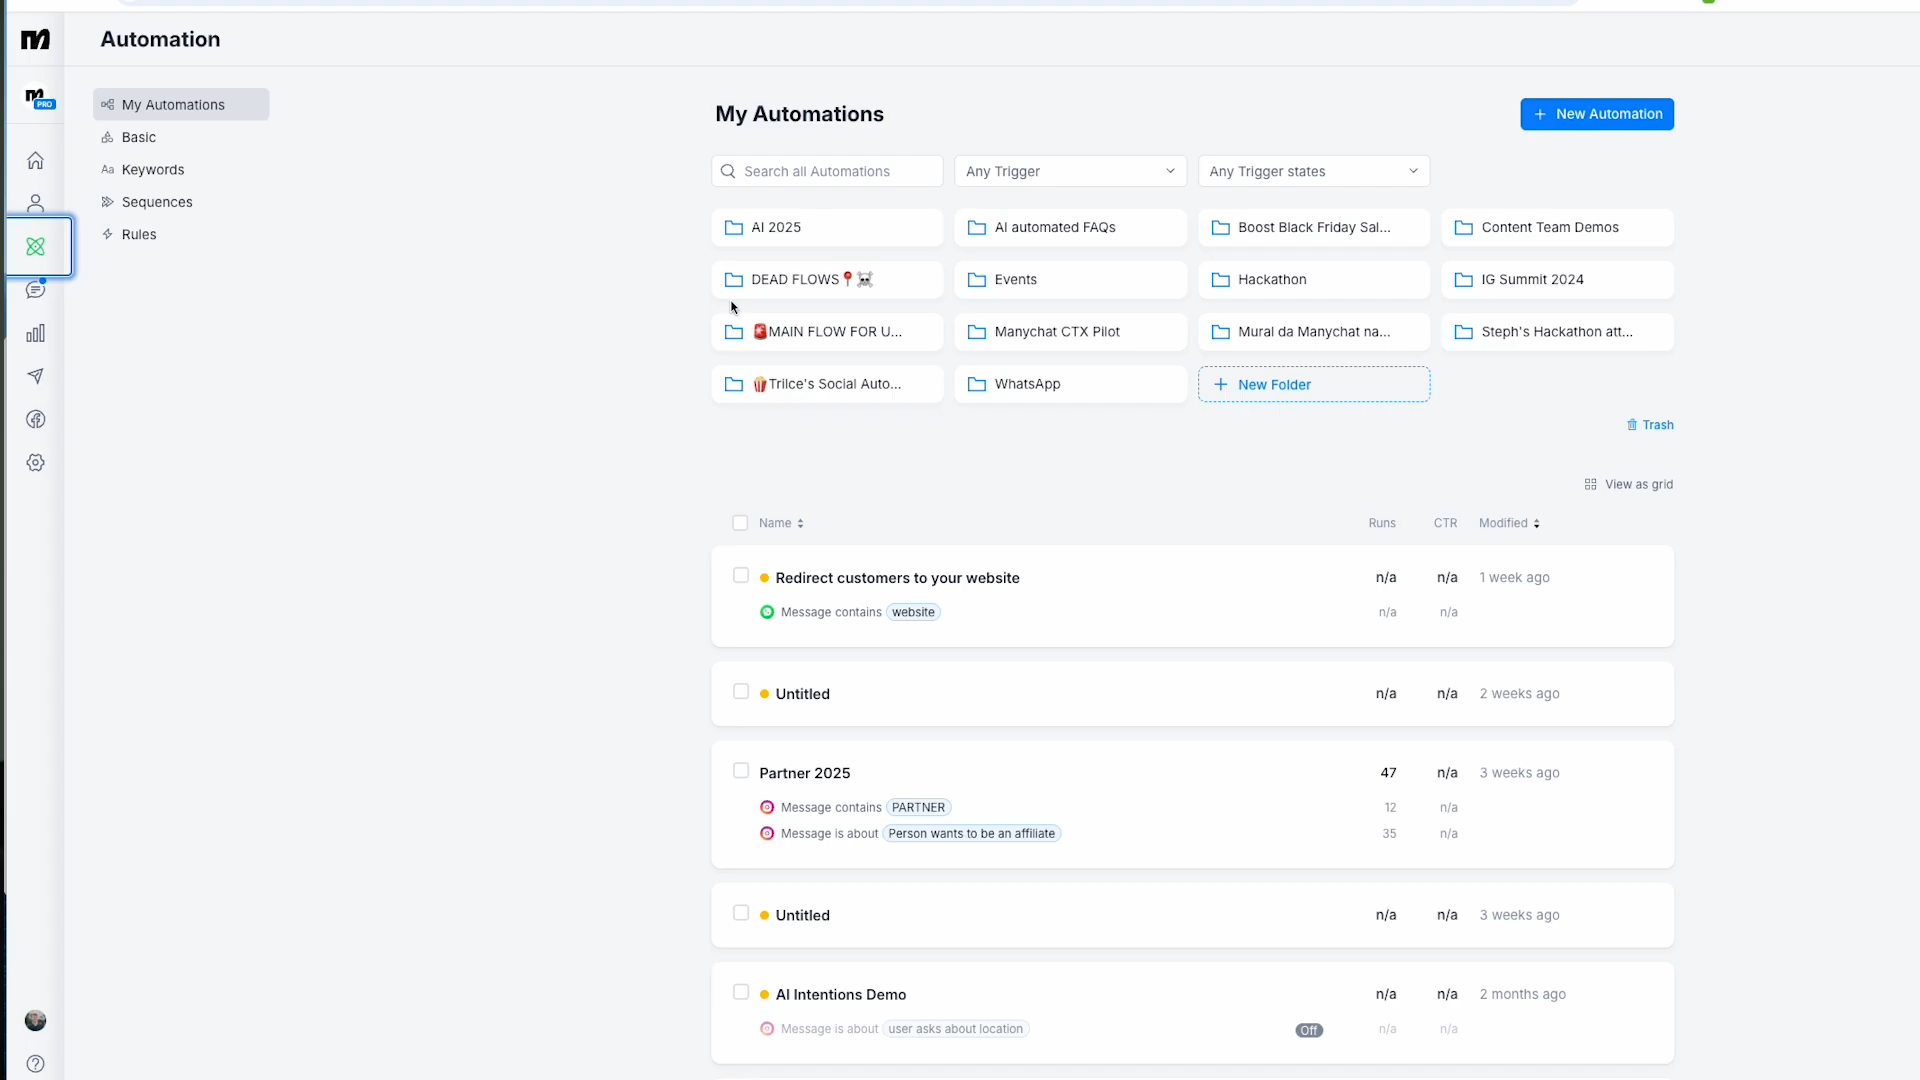 Automation
PRO
My Automations
Basic
Aa Keywords
Sequences
Rules
My Automations
+ New Automation
Search all Automations
Any Trigger
Any Trigger states
AI 2025
AI automated FAQs
Boost Black Friday Sal...
Content Team Demos
DEAD FLOWS📍☠️
Events
Hackathon
IG Summit 2024
🚨MAIN FLOW FOR U...
Manychat CTX Pilot
Mural da Manychat na...
Steph's Hackathon att...
🍿Trilce's Social Auto...
WhatsApp
+ New Folder
Trash
View as grid
Name Runs CTR Modified
Redirect customers to your website n/a n/a 1 week ago
Message contains website n/a n/a
Untitled n/a n/a 2 weeks ago
Partner 2025 47 n/a 3 weeks ago
Message contains PARTNER 12 n/a
Message is about Person wants to be an affiliate 35 n/a
Untitled n/a n/a 3 weeks ago
AI Intentions Demo n/a n/a 2 months ago
Message is about user asks about location Off n/a n/a